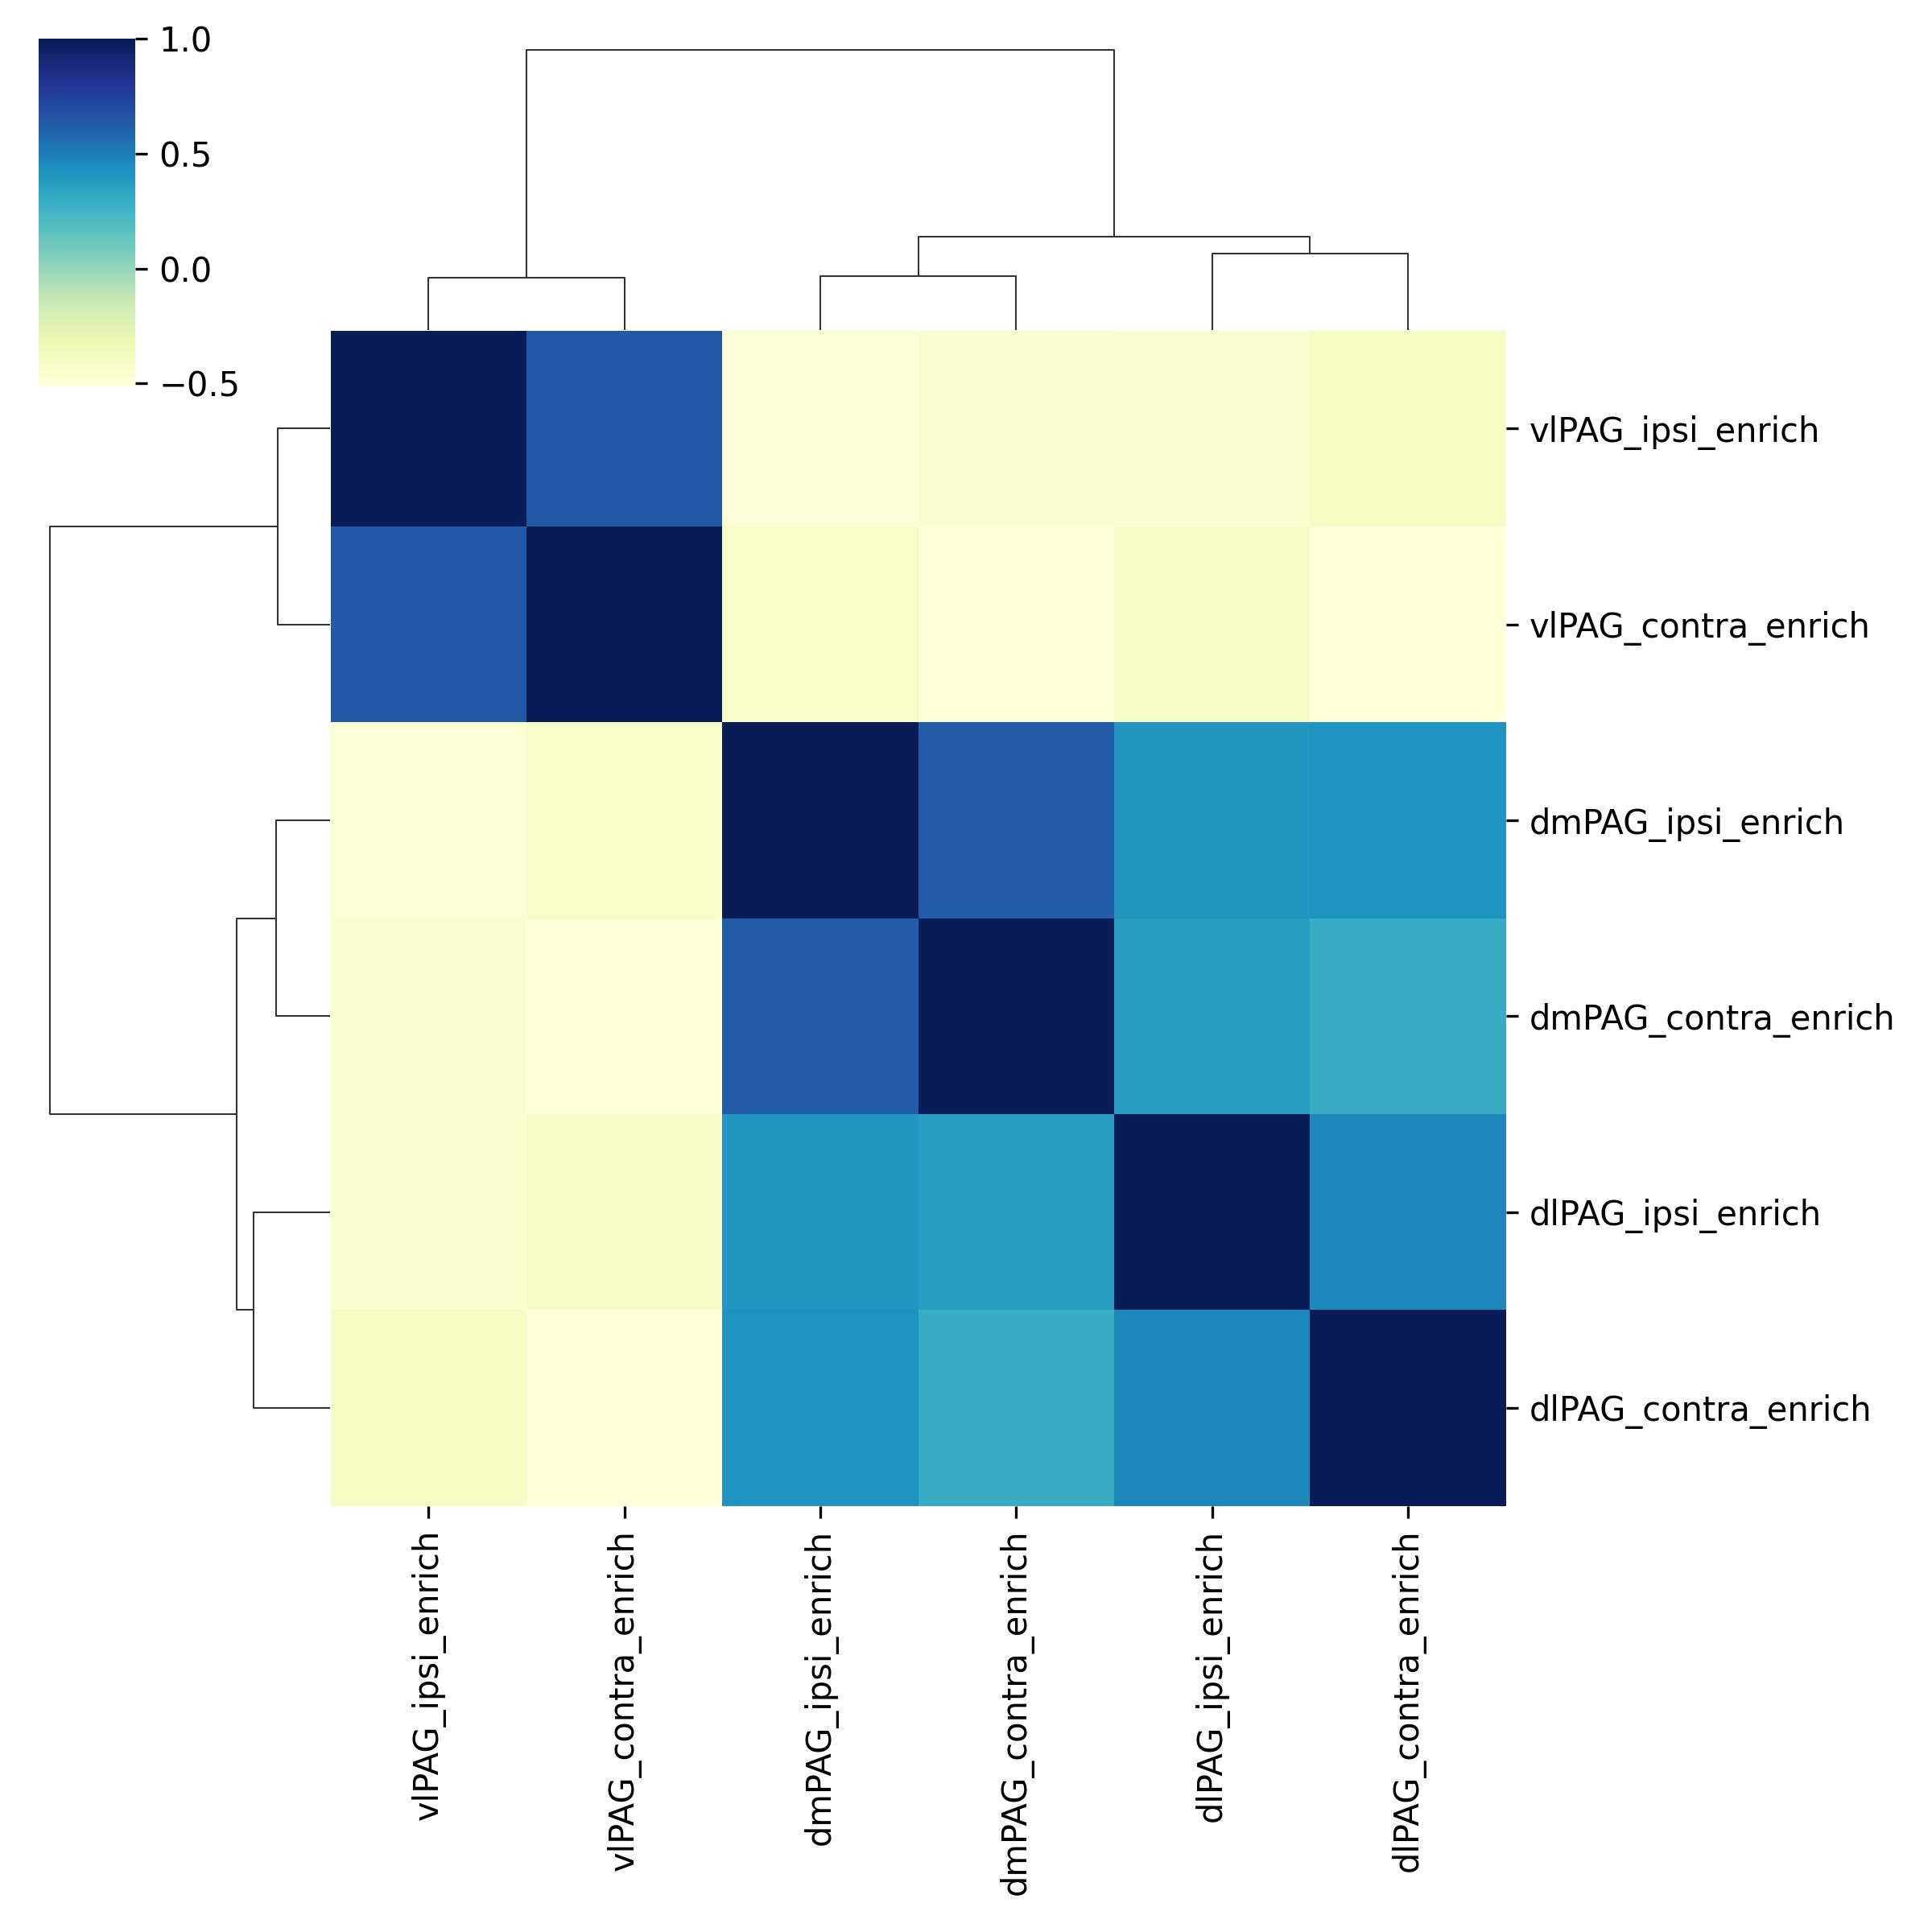 1.0
0.5
0.0
−0.5
vlPAG_ipsi_enrich
vlPAG_contra_enrich
dmPAG_ipsi_enrich
dmPAG_contra_enrich
dlPAG_ipsi_enrich
dlPAG_contra_enrich
vlPAG_ipsi_enrich
vlPAG_contra_enrich
dmPAG_ipsi_enrich
dmPAG_contra_enrich
dlPAG_ipsi_enrich
dlPAG_contra_enrich